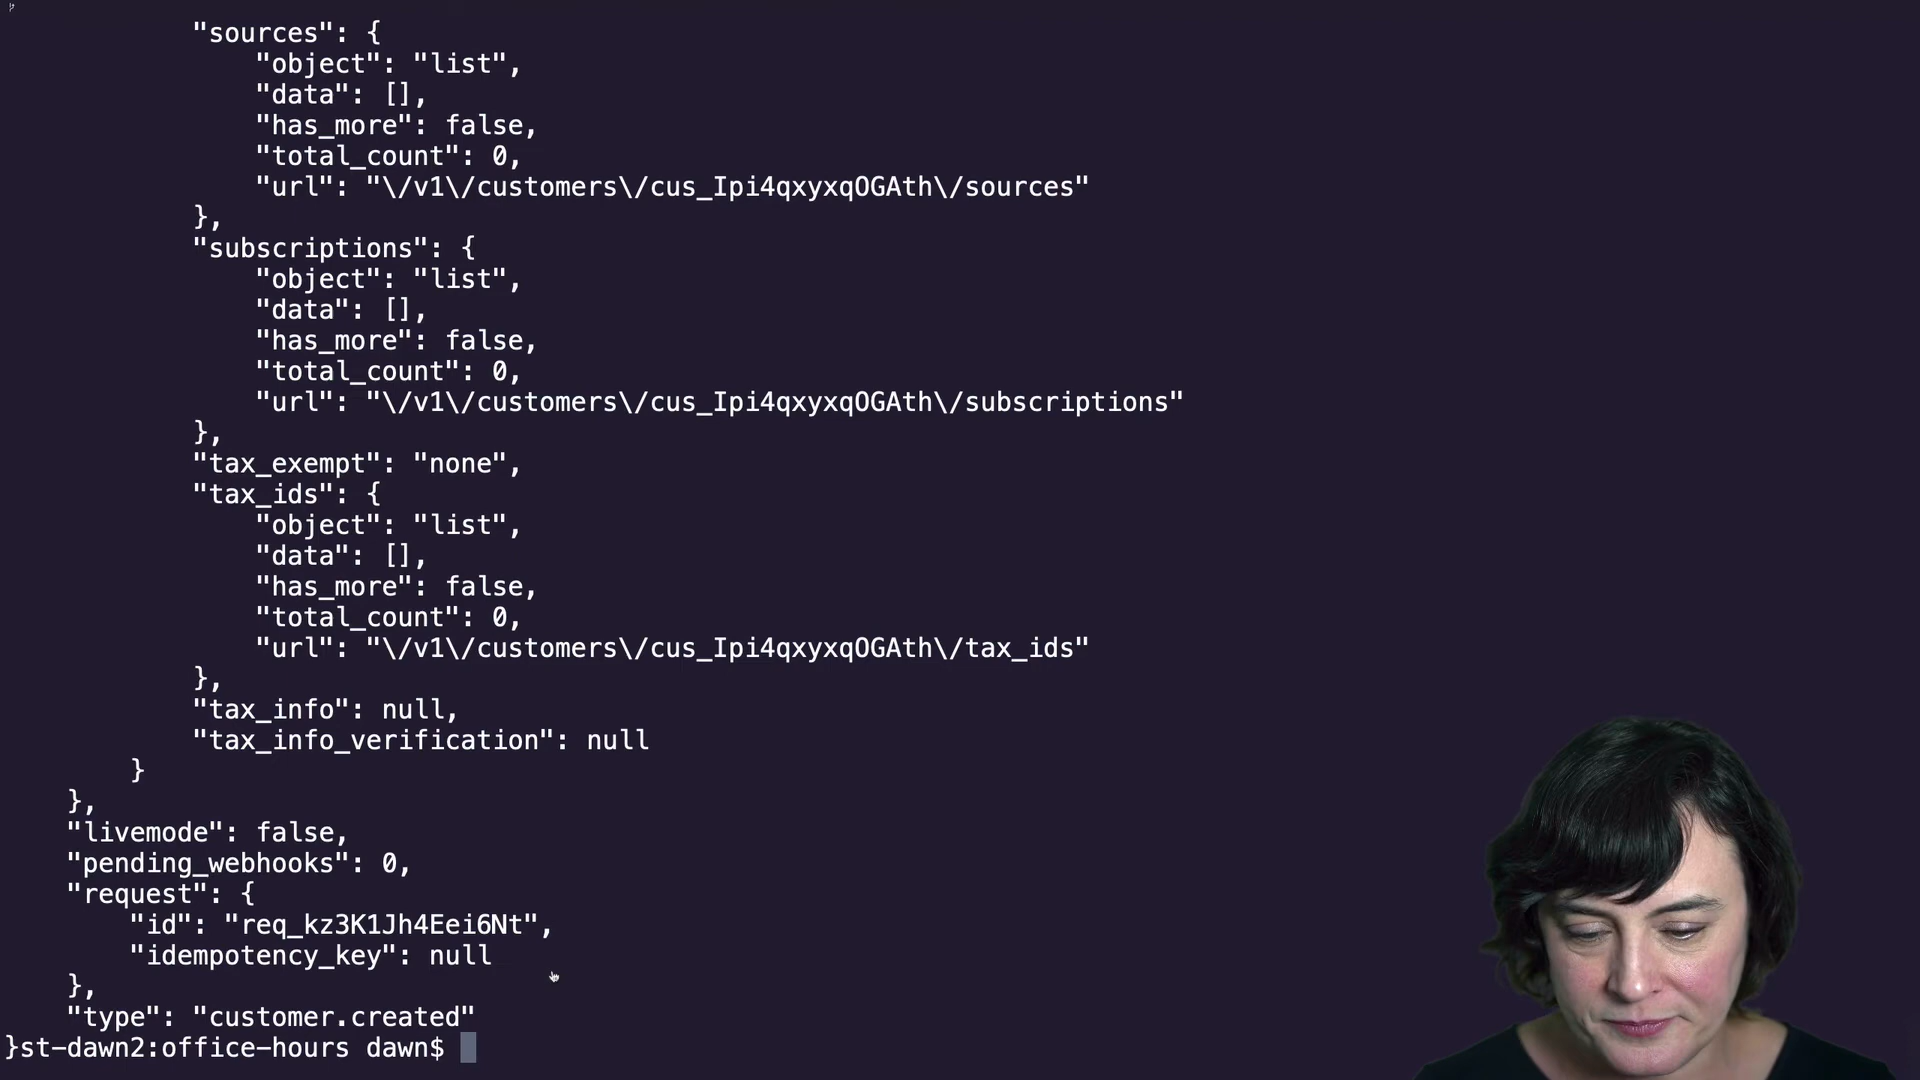 "sources": {
"object": "list",
"data": [],
"has_more": false,
"total_count": 0,
"url": "\/v1\/customers\/cus_Ipi4qxyxqOGAth\/sources"
},
"subscriptions": {
"object": "list",
"data": [],
"has_more": false,
"total_count": 0,
"url": "\/v1\/customers\/cus_Ipi4qxyxqOGAth\/subscriptions"
},
"tax_exempt": "none",
"tax_ids": {
"object": "list",
"data": [],
"has_more": false,
"total_count": 0,
"url": "\/v1\/customers\/cus_Ipi4qxyxqOGAth\/tax_ids"
},
"tax_info": null,
"tax_info_verification": null
}
},
"livemode": false,
"pending_webhooks": 0,
"request": {
"id": "req_kz3K1Jh4Eei6Nt",
"idempotency_key": null
},
"type": "customer.created"
}st-dawn2:office-hours dawn$